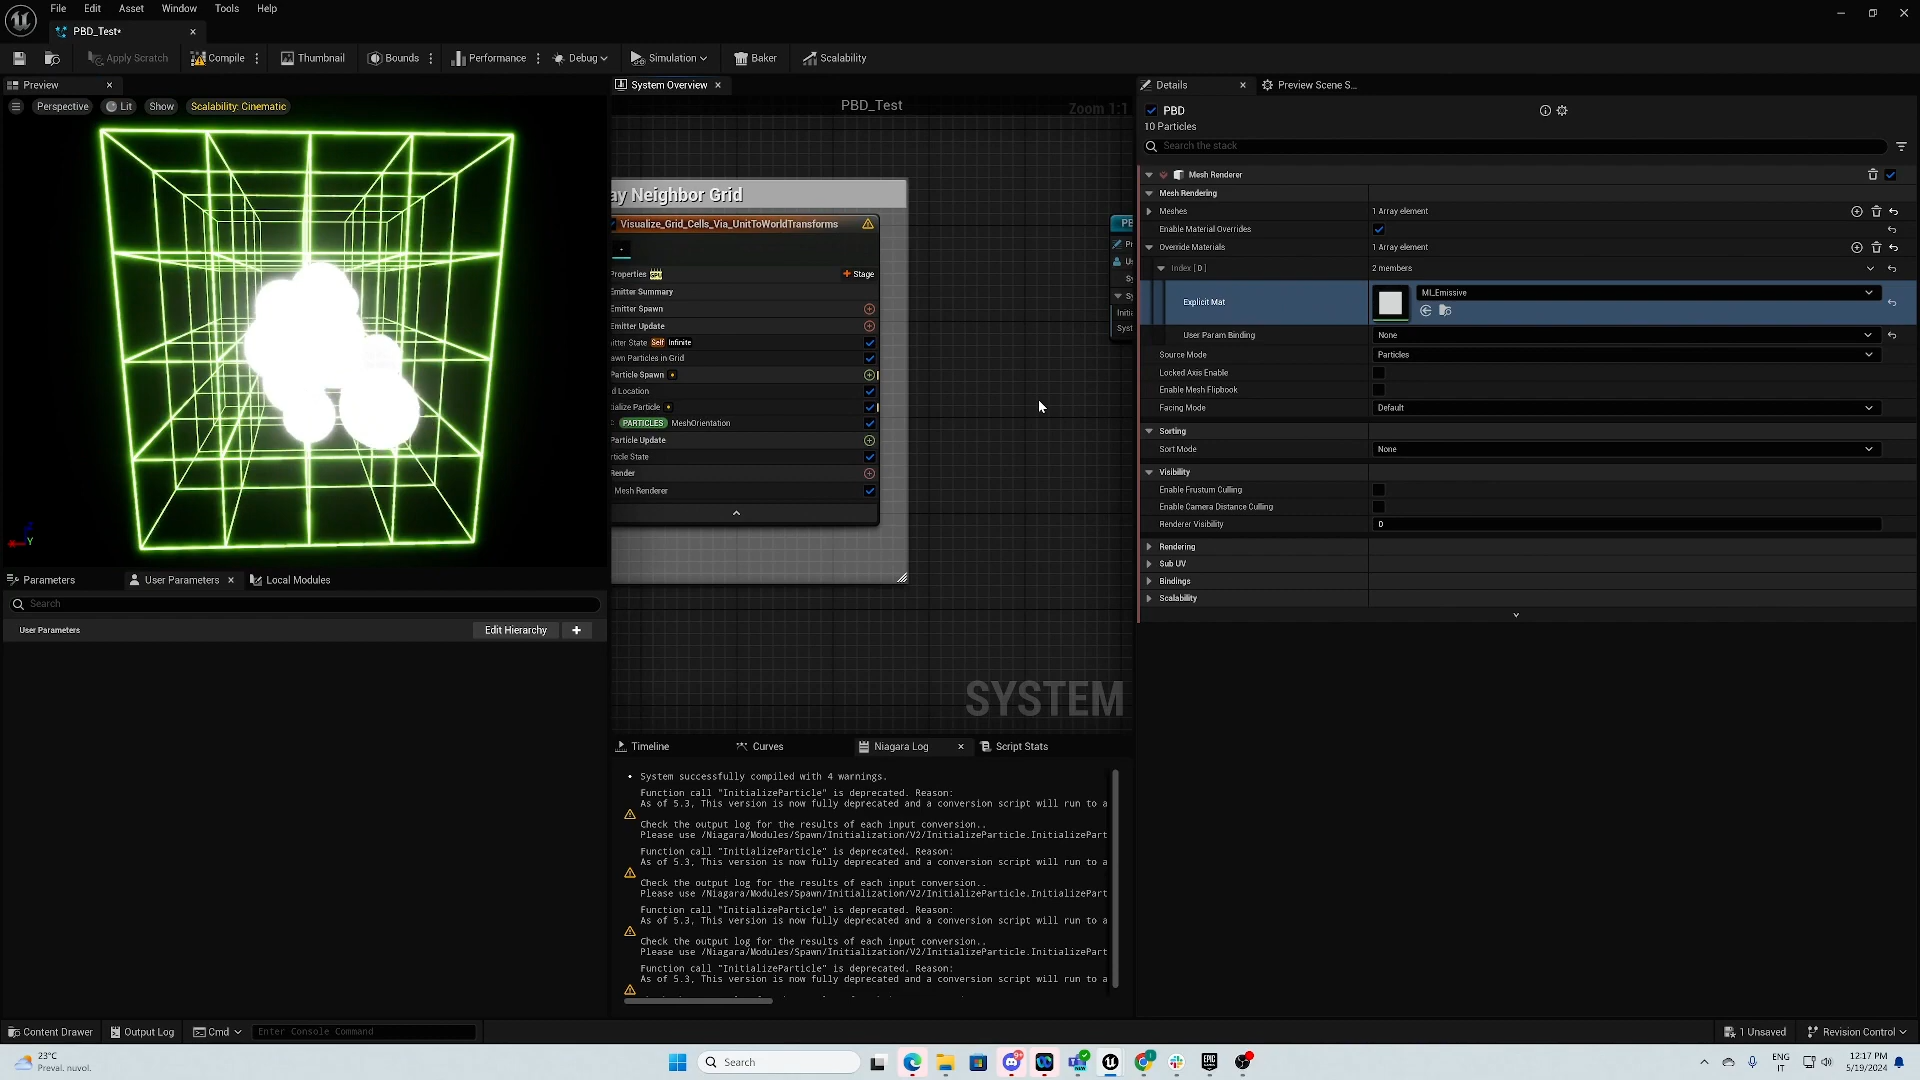 File Edit Asset Window Tools Help
PBD_Test*
Apply Scratch Compile Thumbnail Bounds Performance Debug Simulation Baker Scalability
Preview
Perspective Lit Show Scalability: Cinematic
Parameters User Parameters Local Modules
Search
User Parameters Edit Hierarchy
System Overview
PBD_Test
Zoom 1:1
ay Neighbor Grid
Visualize_Grid_Cells_Via_UnitToWorldTransforms
Properties Stage
Emitter Summary
Emitter Spawn
Emitter Update
itter State Self Infinite
awn Particles in Grid
Particle Spawn
d Location
tialize Particle
PARTICLES MeshOrientation
Particle Update
rticle State
Render
Mesh Renderer
PB
Pr
Us
Sy
Sy
Initia
Syst
SYSTEM
Timeline Curves Niagara Log Script Stats
System successfully compiled with 4 warnings.
Function call "InitializeParticle" is deprecated. Reason:
As of 5.3, This version is now fully deprecated and a conversion script will run to a
Check the output log for the results of each input conversion..
Please use /Niagara/Modules/Spawn/Initialization/V2/InitializeParticle.InitializePart
Function call "InitializeParticle" is deprecated. Reason:
As of 5.3, This version is now fully deprecated and a conversion script will run to a
Check the output log for the results of each input conversion..
Please use /Niagara/Modules/Spawn/Initialization/V2/InitializeParticle.InitializePart
Function call "InitializeParticle" is deprecated. Reason:
As of 5.3, This version is now fully deprecated and a conversion script will run to a
Check the output log for the results of each input conversion..
Please use /Niagara/Modules/Spawn/Initialization/V2/InitializeParticle.InitializePart
Function call "InitializeParticle" is deprecated. Reason:
As of 5.3, This version is now fully deprecated and a conversion script will run to a
Details Preview Scene S...
PBD
10 Particles
Search the stack
Mesh Renderer
Mesh Rendering
Meshes 1 Array element
Enable Material Overrides
Override Materials 1 Array element
Index [ 0 ] 2 members
Explicit Mat MI_Emissive
User Param Binding None
Source Mode Particles
Locked Axis Enable
Enable Mesh Flipbook
Facing Mode Default
Sorting
Sort Mode None
Visibility
Enable Frustum Culling
Enable Camera Distance Culling
Renderer Visibility 0
Rendering
Sub UV
Bindings
Scalability
Content Drawer Output Log Cmd Enter Console Command 1 Unsaved Revision Control
23°C
Preval. nuvol.
Search
ENG
IT
12:17 PM
5/19/2024